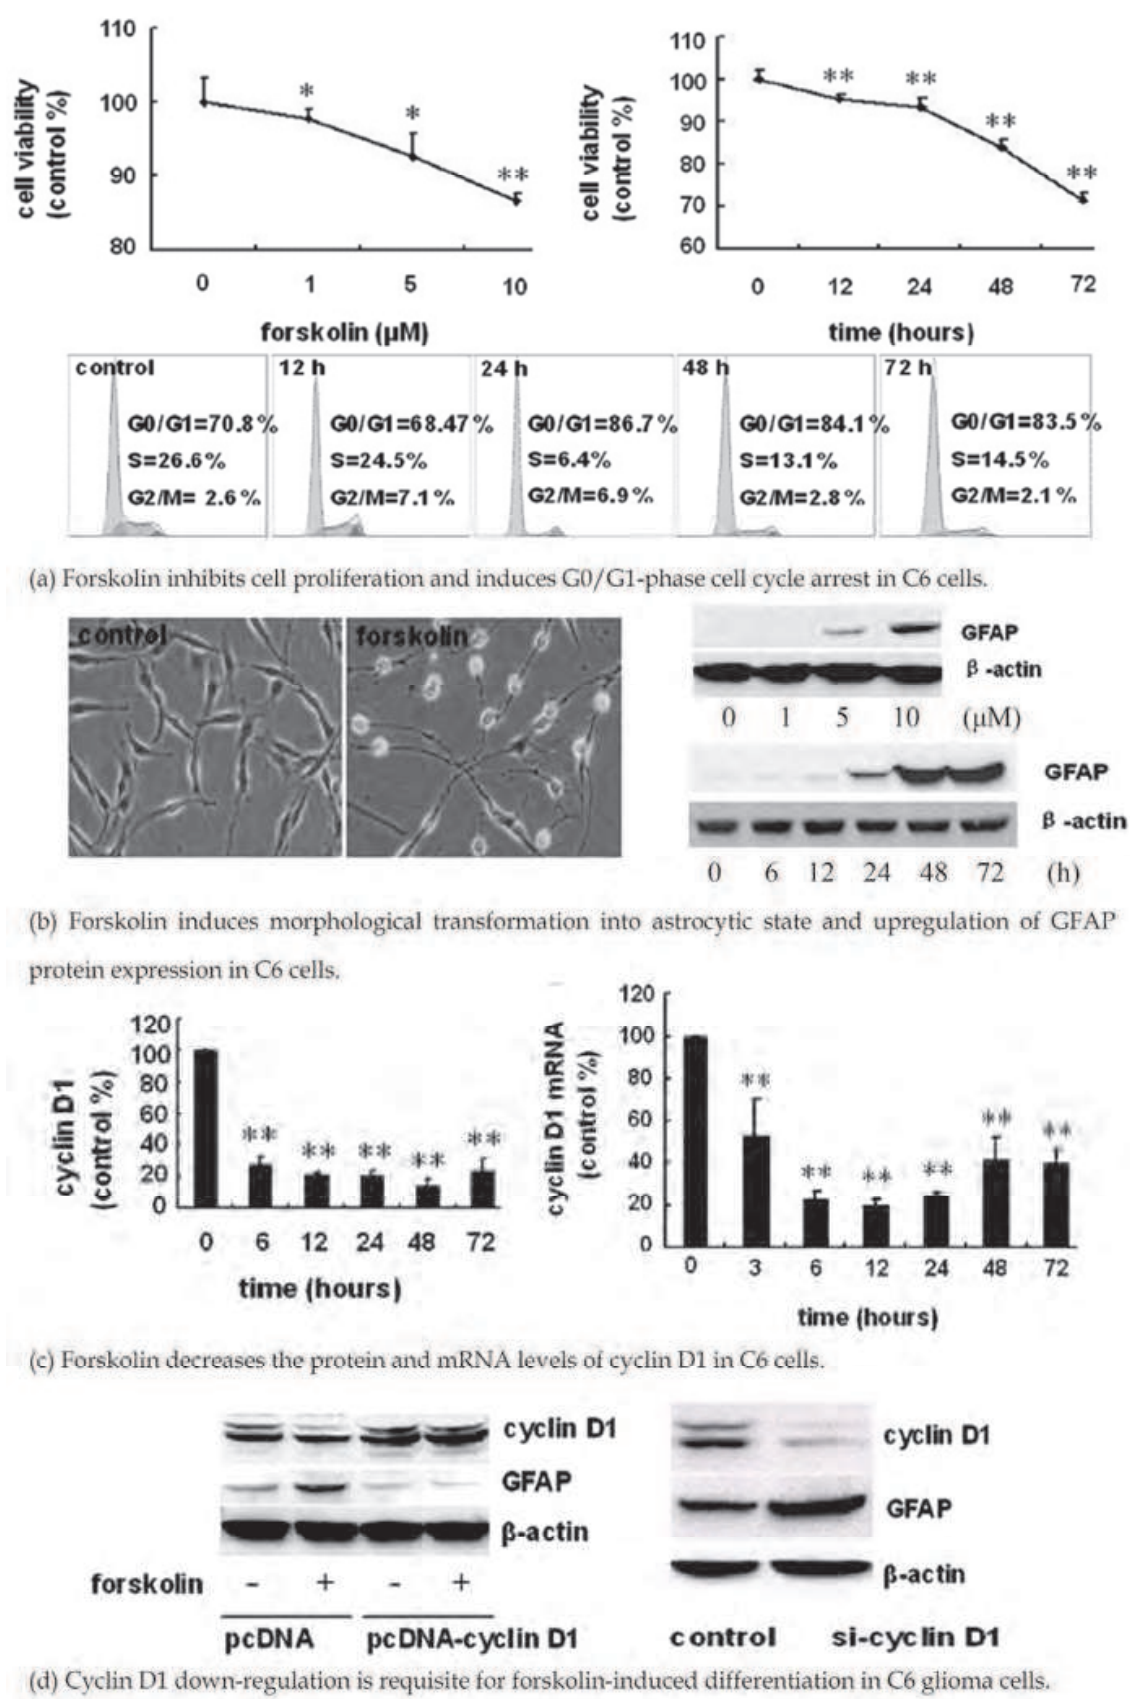 110
100
90
80
cell viability
(control %)
* * **
0 1 5 10
forskolin (µM)
110
100
90
80
70
60
cell viability
(control %)
** ** ** **
0 12 24 48 72
time (hours)
control
G0/G1=70.8%
S=26.6%
G2/M= 2.6%
12 h
G0/G1=68.47%
S=24.5%
G2/M=7.1%
24 h
G0/G1=86.7%
S=6.4%
G2/M=6.9%
48 h
G0/G1=84.1%
S=13.1%
G2/M=2.8%
72 h
G0/G1=83.5%
S=14.5%
G2/M=2.1%
(a) Forskolin inhibits cell proliferation and induces G0/G1-phase cell cycle arrest in C6 cells.
control
forskolin
GFAP
β-actin
0 1 5 10 (µM)
GFAP
β-actin
0 6 12 24 48 72 (h)
(b) Forskolin induces morphological transformation into astrocytic state and upregulation of GFAP
protein expression in C6 cells.
120
100
80
60
40
20
0
cyclin D1
(control %)
** ** ** ** **
0 6 12 24 48 72
time (hours)
120
100
80
60
40
20
0
cyclin D1 mRNA
(control %)
** ** ** ** ** **
0 3 6 12 24 48 72
time (hours)
(c) Forskolin decreases the protein and mRNA levels of cyclin D1 in C6 cells.
cyclin D1
GFAP
β-actin
forskolin - + - +
pcDNA pcDNA-cyclin D1
cyclin D1
GFAP
β-actin
control si-cyclin D1
(d) Cyclin D1 down-regulation is requisite for forskolin-induced differentiation in C6 glioma cells.